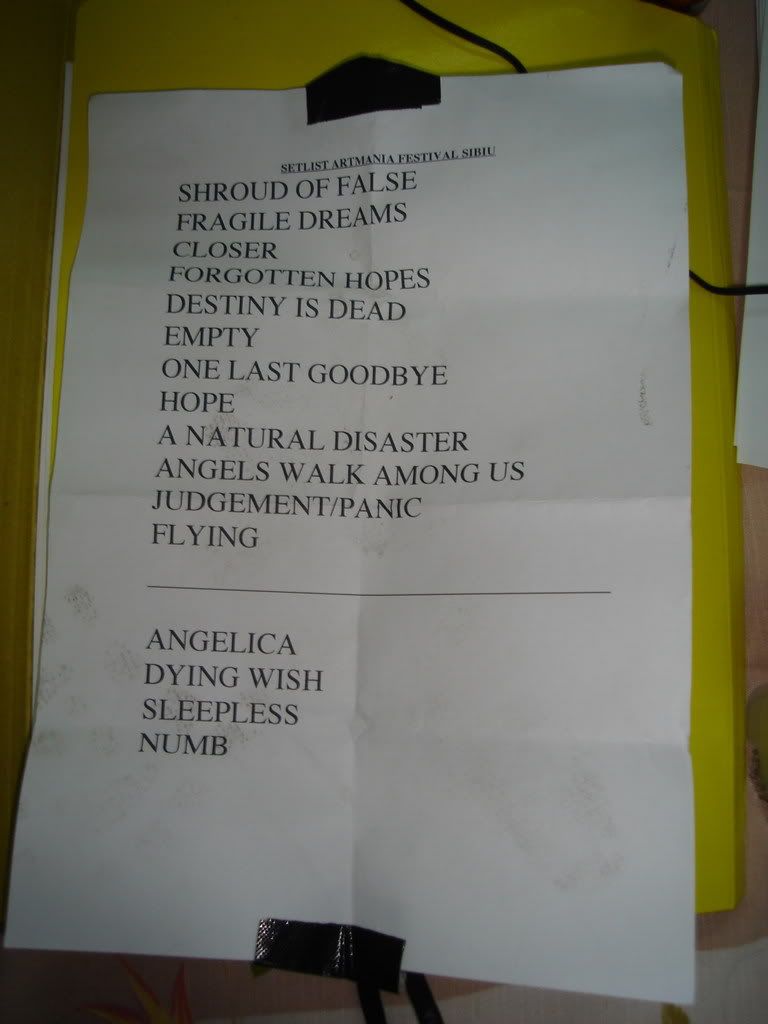 SETLIST ARTMANIA FESTIVAL SIBIU
SHROUD OF FALSE
FRAGILE DREAMS
CLOSER
FORGOTTEN HOPES
DESTINY IS DEAD
EMPTY
ONE LAST GOODBYE
HOPE
A NATURAL DISASTER
ANGELS WALK AMONG US
JUDGEMENT/PANIC
FLYING
ANGELICA
DYING WISH
SLEEPLESS
NUMB